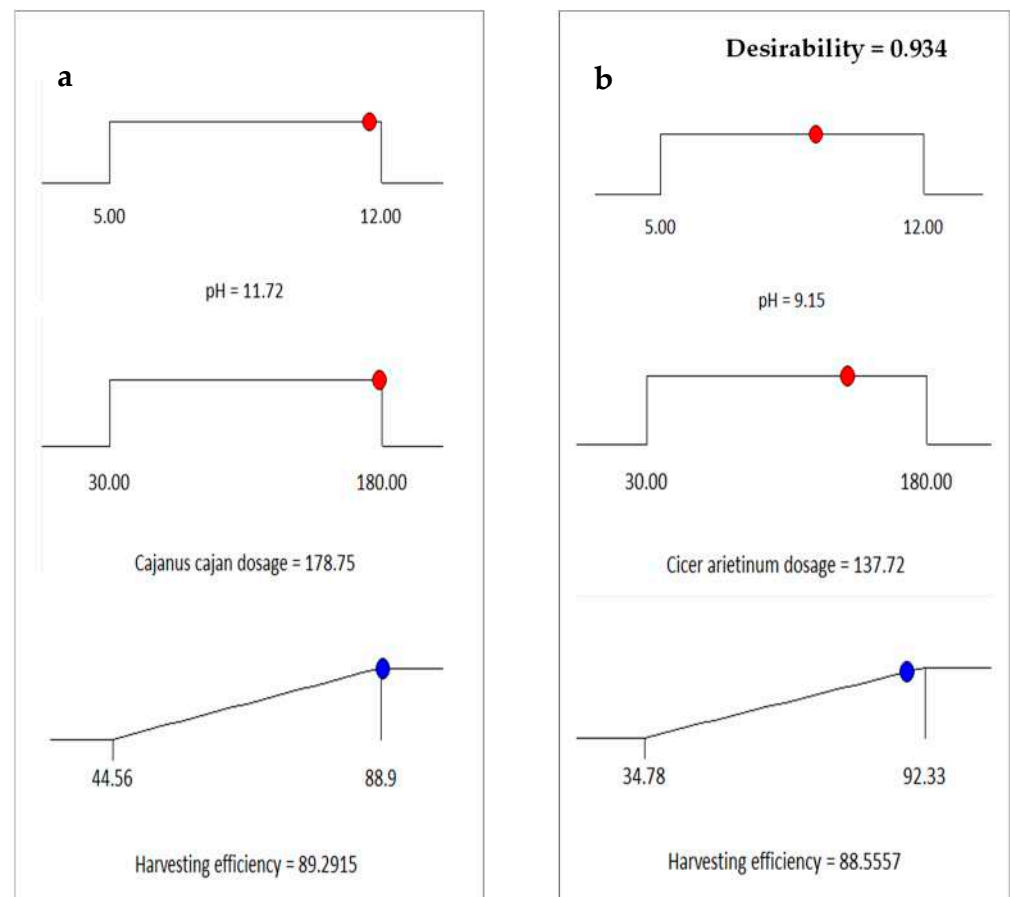 a
5.00 12.00
pH = 11.72
30.00 180.00
Cajanus cajan dosage = 178.75
44.56 88.9
Harvesting efficiency = 89.2915
Desirability = 0.934
b
5.00 12.00
pH = 9.15
30.00 180.00
Cicer arietinum dosage = 137.72
34.78 92.33
Harvesting efficiency = 88.5557